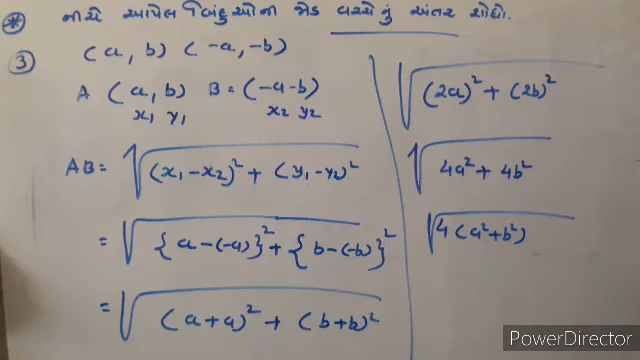 * નીચે આપેલ બિંદુઓની જોડ વચ્ચેનું અંતર શોધો.
③ (a, b) (-a, -b)
A (a, b) B = (-a -b)
x₁ y₁ x₂ y₂
AB = √(x₁ - x₂)² + (y₁ - y₂)²
= √{a - (-a)}² + {b - (-b)}²
= √(a + a)² + (b + b)²
√(2a)² + (2b)²
√4a² + 4b²
√4 (a² + b²)
PowerDirector